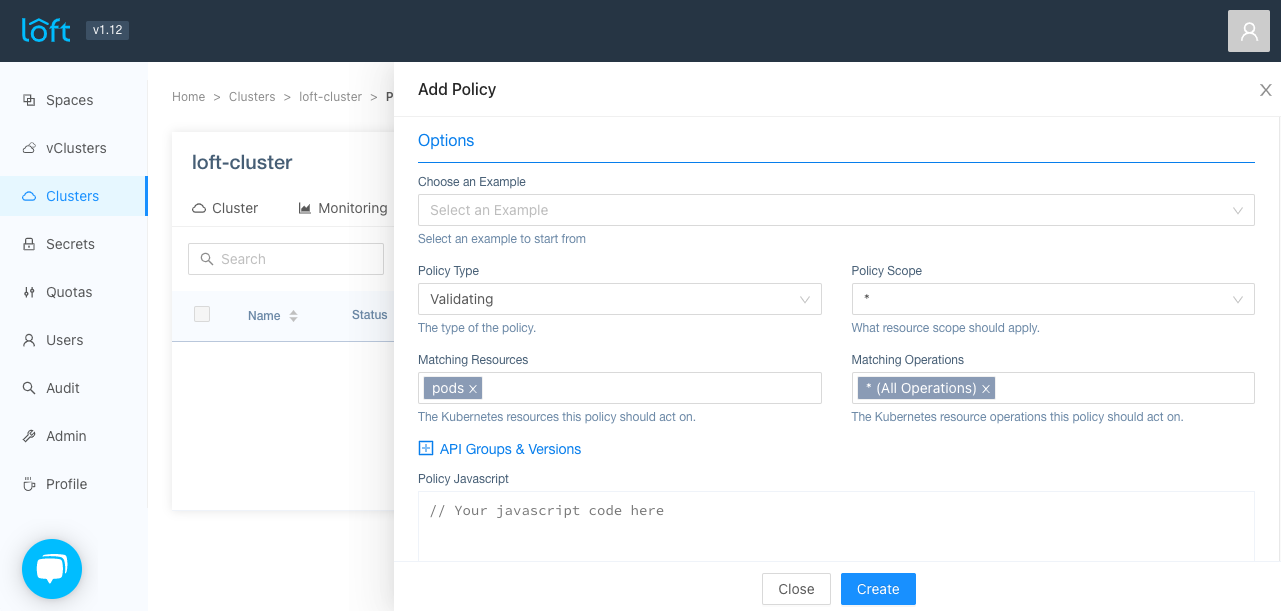 loft v1.12
Spaces
vClusters
Clusters
Secrets
Quotas
Users
Audit
Admin
Profile
Home > Clusters > loft-cluster > P
loft-cluster
Cluster Monitoring
Search
Name Status
Add Policy
Options
Choose an Example
Select an Example
Select an example to start from
Policy Type Policy Scope
Validating *
The type of the policy. What resource scope should apply.
Matching Resources Matching Operations
pods * (All Operations)
The Kubernetes resources this policy should act on. The Kubernetes resource operations this policy should act on.
API Groups & Versions
Policy Javascript
// Your javascript code here
Close Create